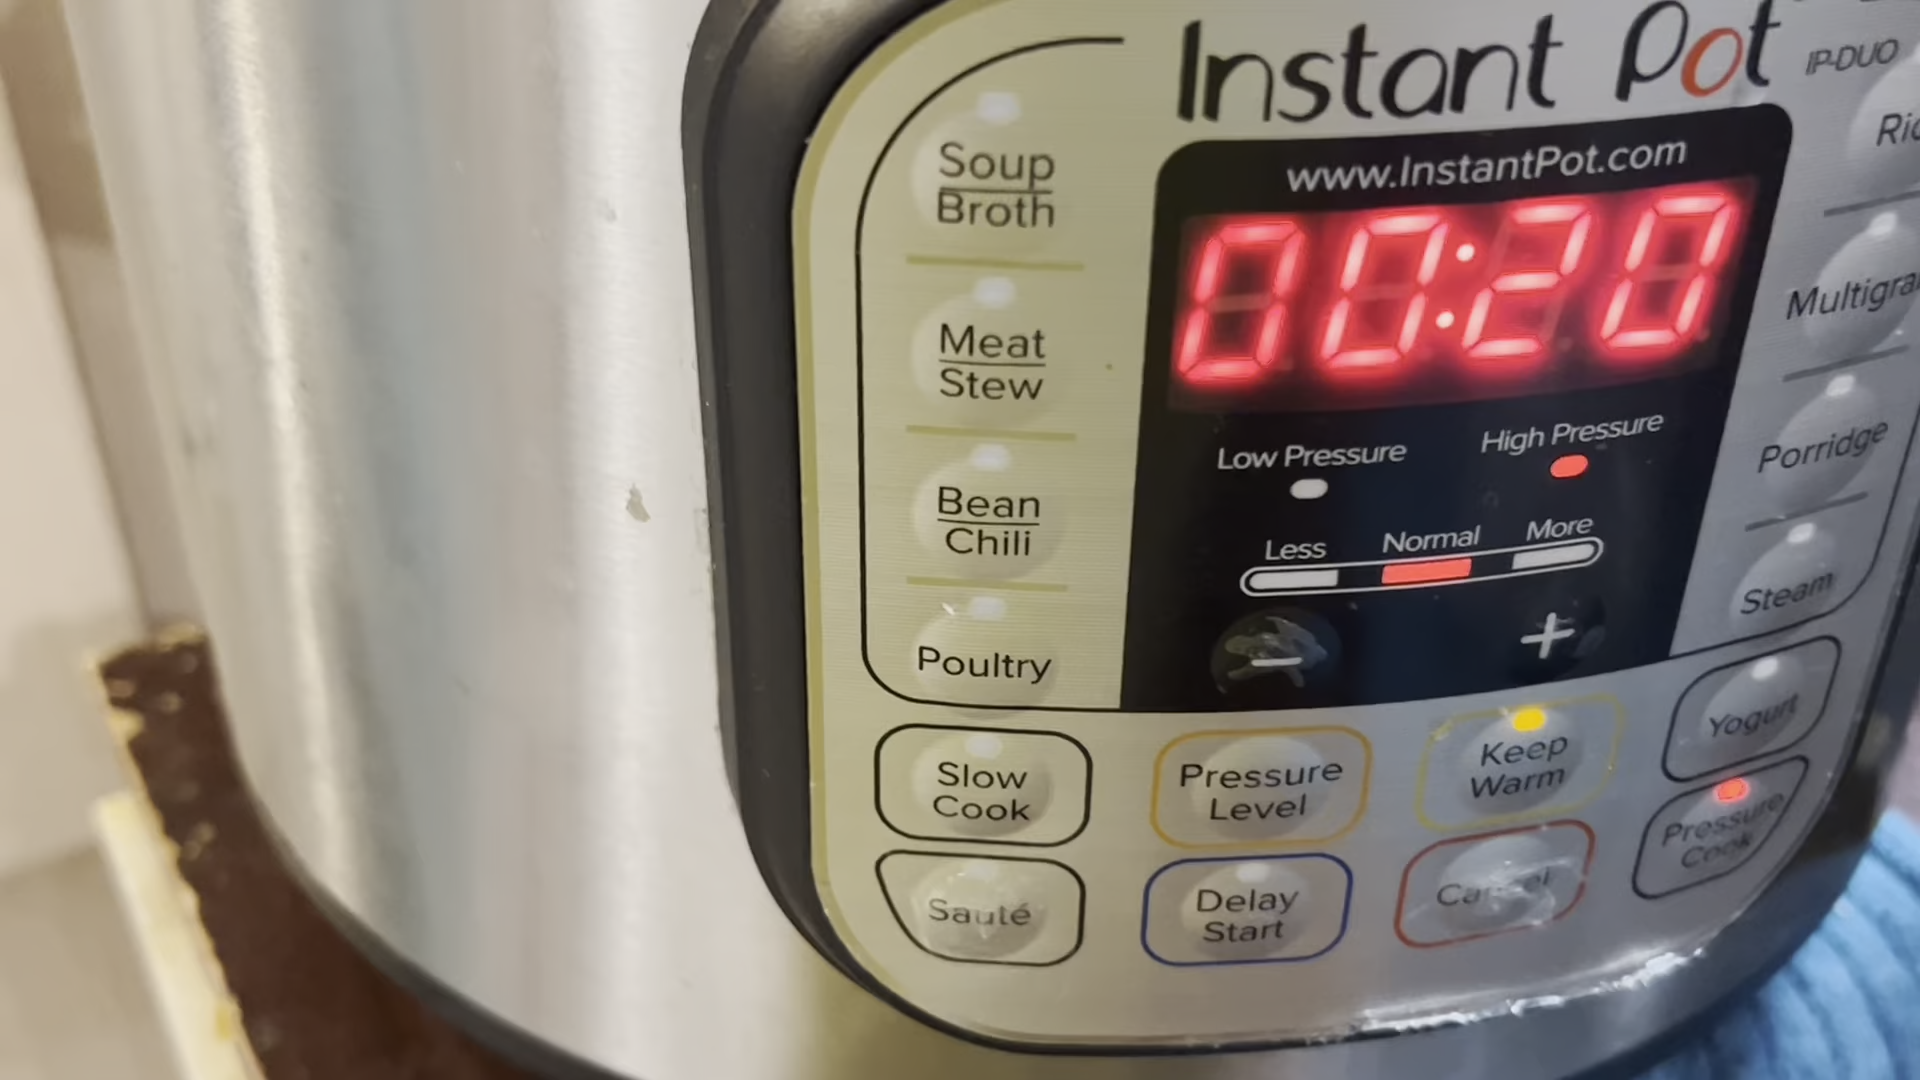 Instant Pot
IP-DUO
www.InstantPot.com
00:20
Low Pressure
High Pressure
Less
Normal
More
-
+
Soup
Broth
Meat
Stew
Bean
Chili
Poultry
Porridge
Steam
Slow
Cook
Pressure
Level
Keep
Warm
Yogurt
Sauté
Delay
Start
Cancel
Pressure
Cook